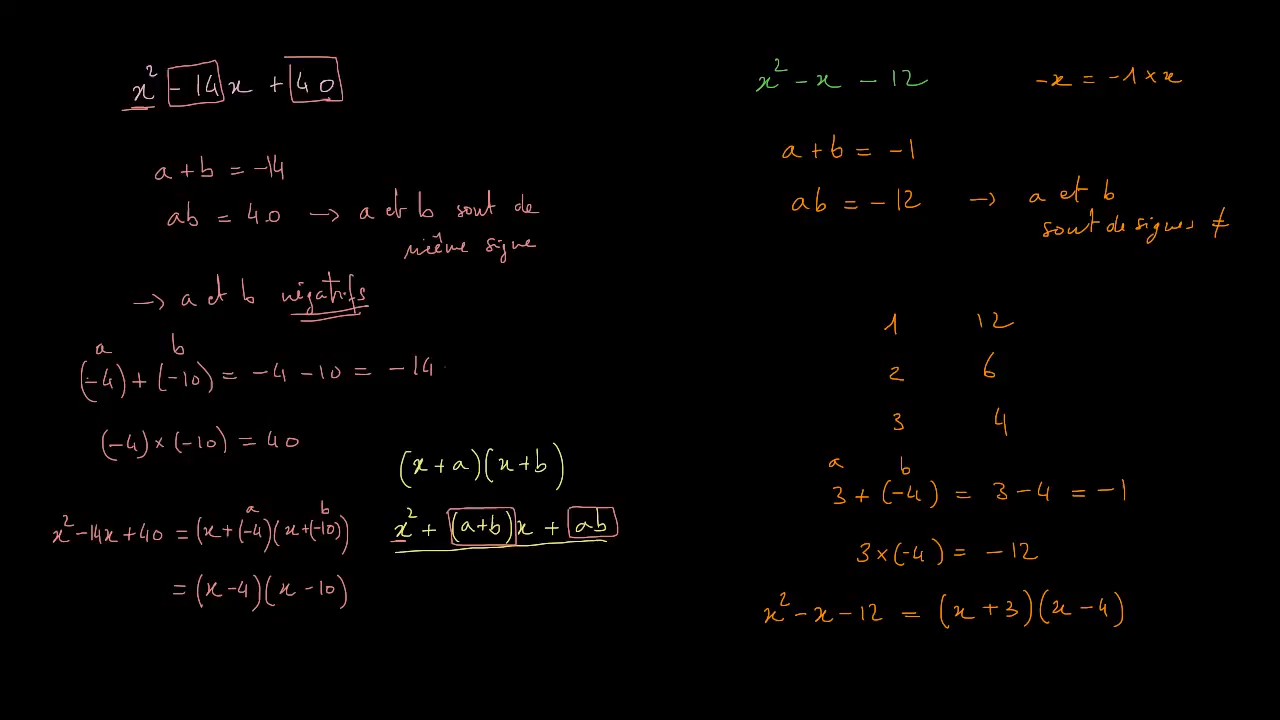 x² -14x + 40
a + b = -14
ab = 40 → a et b sont de
même signe
→ a et b négatifs
a b
(-4) + (-10) = -4 -10 = -14
(-4) × (-10) = 40
a b
x² -14x + 40 = (x+(-4)(x+(-10))
= (x-4)(x-10)
(x+a)(x+b)
x² + (a+b)x + ab
x² - x - 12
-x = -1 × x
a + b = -1
ab = -12 → a et b
sont de signes ≠
1 12
2 6
3 4
a b
3 + (-4) = 3 - 4 = -1
3×(-4) = -12
x² - x - 12 = (x + 3)(x - 4)